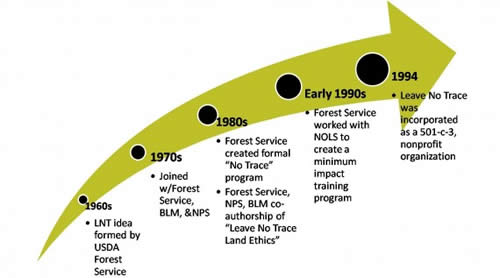 1960s
• LNT idea
formed by
USDA
Forest
Service
1970s
• Joined
w/Forest
Service,
BLM, &NPS
1980s
• Forest Service
created formal
"No Trace"
program
• Forest Service,
NPS, BLM co-
authorship of
"Leave No Trace
Land Ethics"
Early 1990s
• Forest Service
worked with
NOLS to
create a
minimum
impact
training
program
1994
• Leave No Trace
was
incorporated
as a 501-c-3,
nonprofit
organization